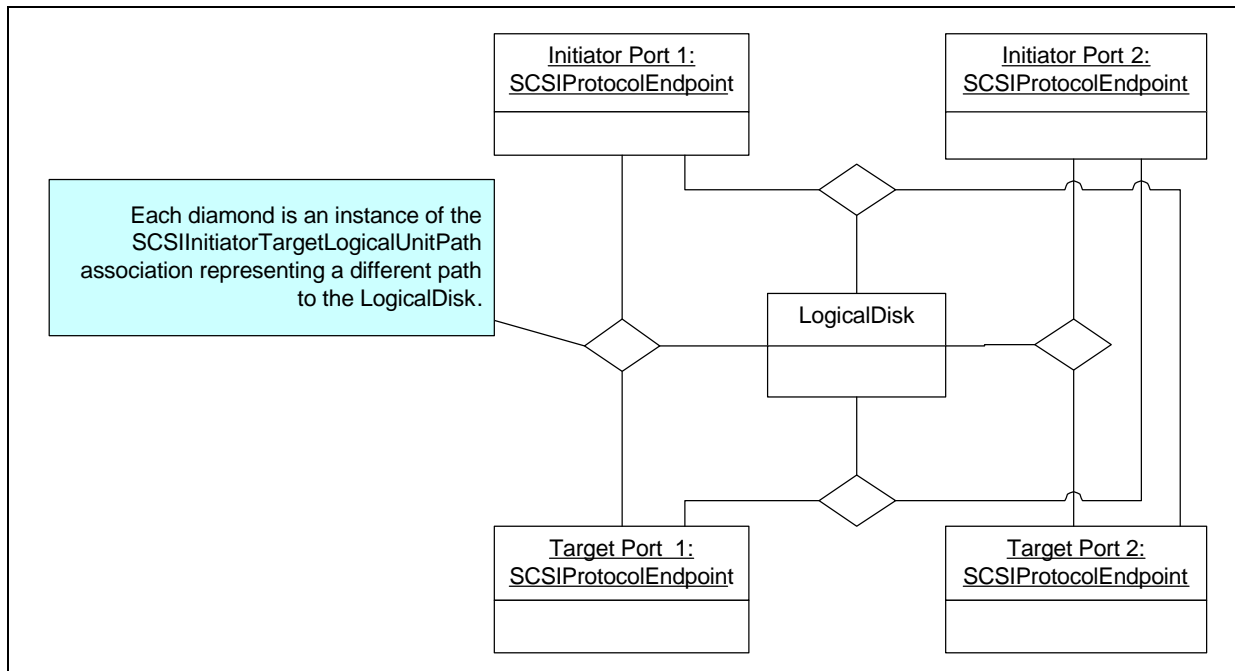 Initiator Port 1:
SCSIProtocolEndpoint
Initiator Port 2:
SCSIProtocolEndpoint
Each diamond is an instance of the
SCSIInitiatorTargetLogicalUnitPath
association representing a different path
to the LogicalDisk.
LogicalDisk
Target Port 1:
SCSIProtocolEndpoint
Target Port 2:
SCSIProtocolEndpoint